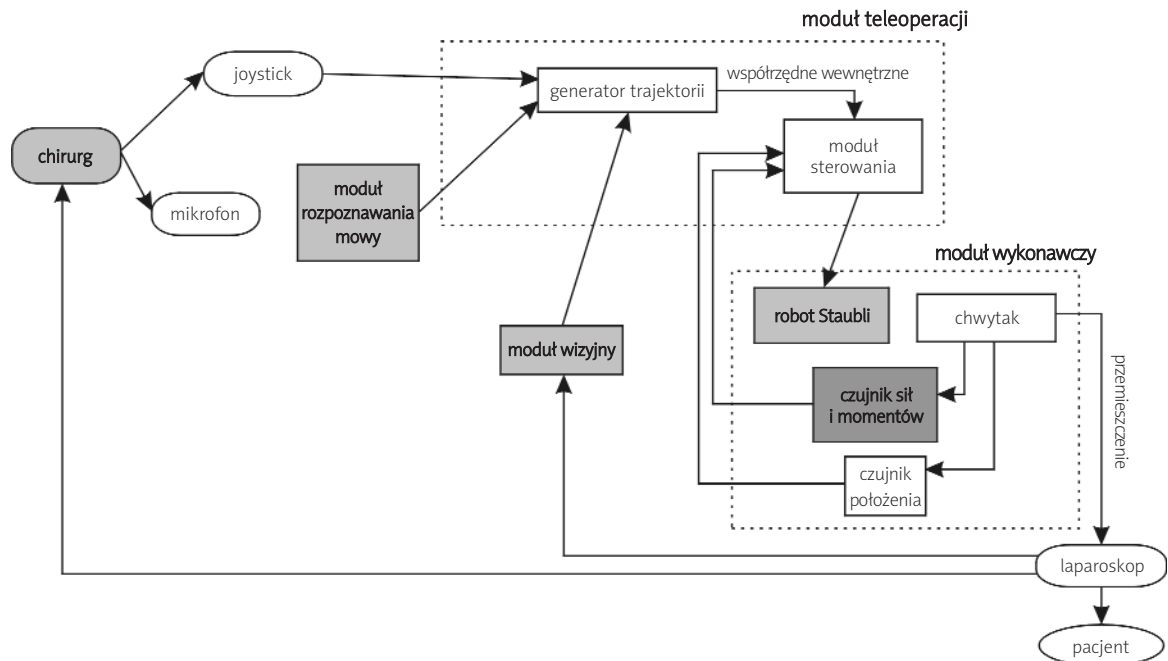 moduł teleoperacji
joystick
generator trajektorii
współrzędne wewnętrzne
chirurg
moduł
sterowania
mikrofon
moduł
rozpoznawania
mowy
moduł wykonawczy
robot Staubli
chwytak
moduł wizyjny
przemieszczenie
czujnik sił
i momentów
czujnik
położenia
laparoskop
pacjent